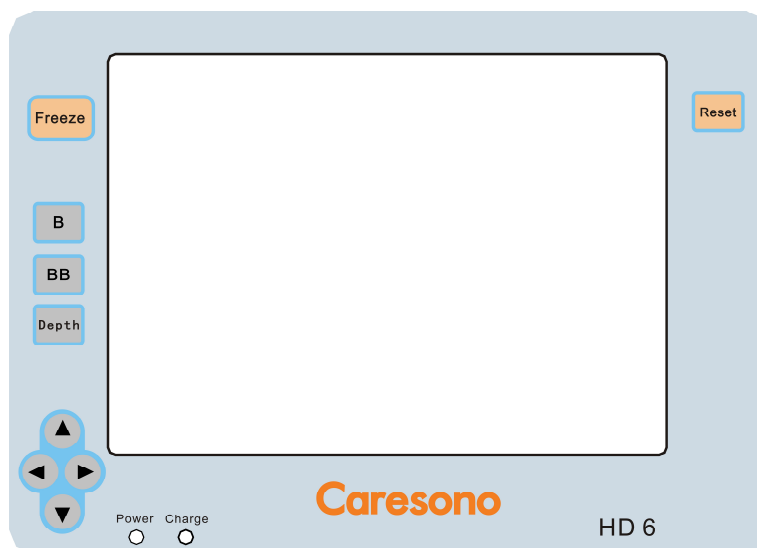 Freeze
Reset
B
BB
Depth
Power Charge
Caresono
HD 6